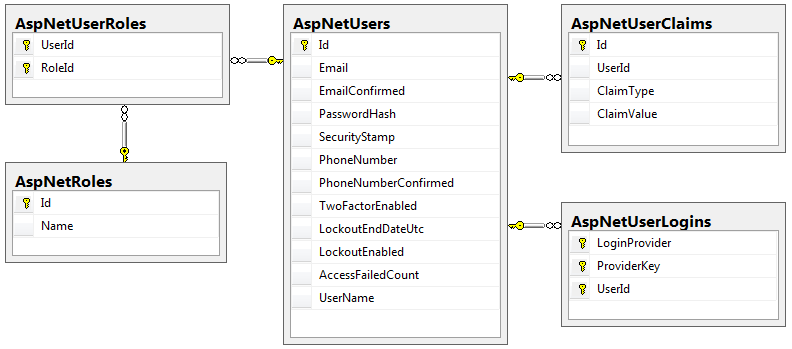 AspNetUserRoles
UserId
RoleId
AspNetRoles
Id
Name
AspNetUsers
Id
Email
EmailConfirmed
PasswordHash
SecurityStamp
PhoneNumber
PhoneNumberConfirmed
TwoFactorEnabled
LockoutEndDateUtc
LockoutEnabled
AccessFailedCount
UserName
AspNetUserClaims
Id
UserId
ClaimType
ClaimValue
AspNetUserLogins
LoginProvider
ProviderKey
UserId